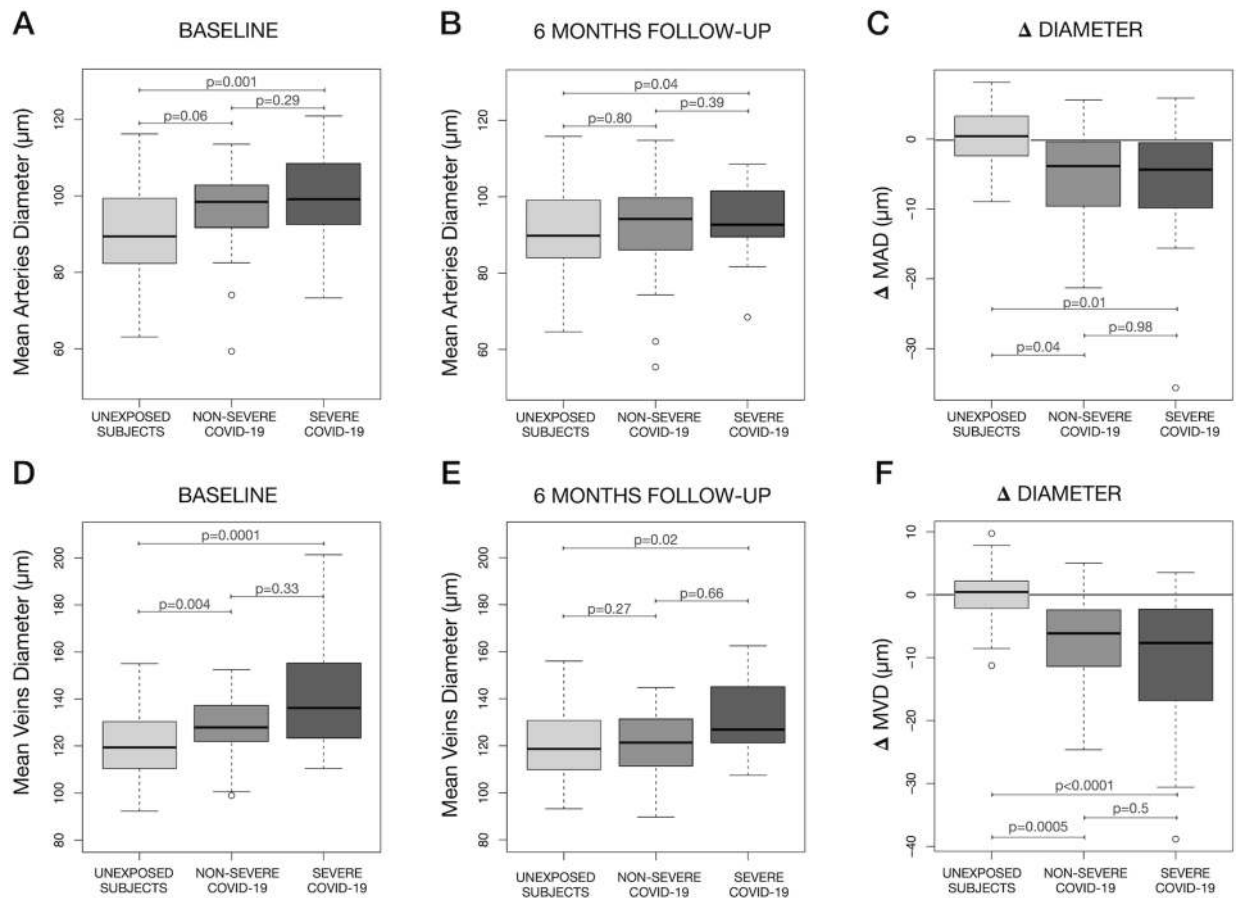 A
BASELINE
Mean Arteries Diameter (μm)
120
100
80
60
p=0.001
p=0.29
p=0.06
UNEXPOSED SUBJECTS
NON-SEVERE COVID-19
SEVERE COVID-19
B
6 MONTHS FOLLOW-UP
Mean Arteries Diameter (μm)
120
100
80
60
p=0.04
p=0.39
p=0.80
UNEXPOSED SUBJECTS
NON-SEVERE COVID-19
SEVERE COVID-19
C
Δ DIAMETER
Δ MAD (μm)
0
−10
−20
−30
p=0.01
p=0.98
p=0.04
UNEXPOSED SUBJECTS
NON-SEVERE COVID-19
SEVERE COVID-19
D
BASELINE
Mean Veins Diameter (μm)
200
180
160
140
120
100
80
p=0.0001
p=0.33
p=0.004
UNEXPOSED SUBJECTS
NON-SEVERE COVID-19
SEVERE COVID-19
E
6 MONTHS FOLLOW-UP
Mean Veins Diameter (μm)
200
180
160
140
120
100
80
p=0.02
p=0.66
p=0.27
UNEXPOSED SUBJECTS
NON-SEVERE COVID-19
SEVERE COVID-19
F
Δ DIAMETER
Δ MVD (μm)
10
0
−10
−20
−30
−40
p<0.0001
p=0.5
p=0.0005
UNEXPOSED SUBJECTS
NON-SEVERE COVID-19
SEVERE COVID-19